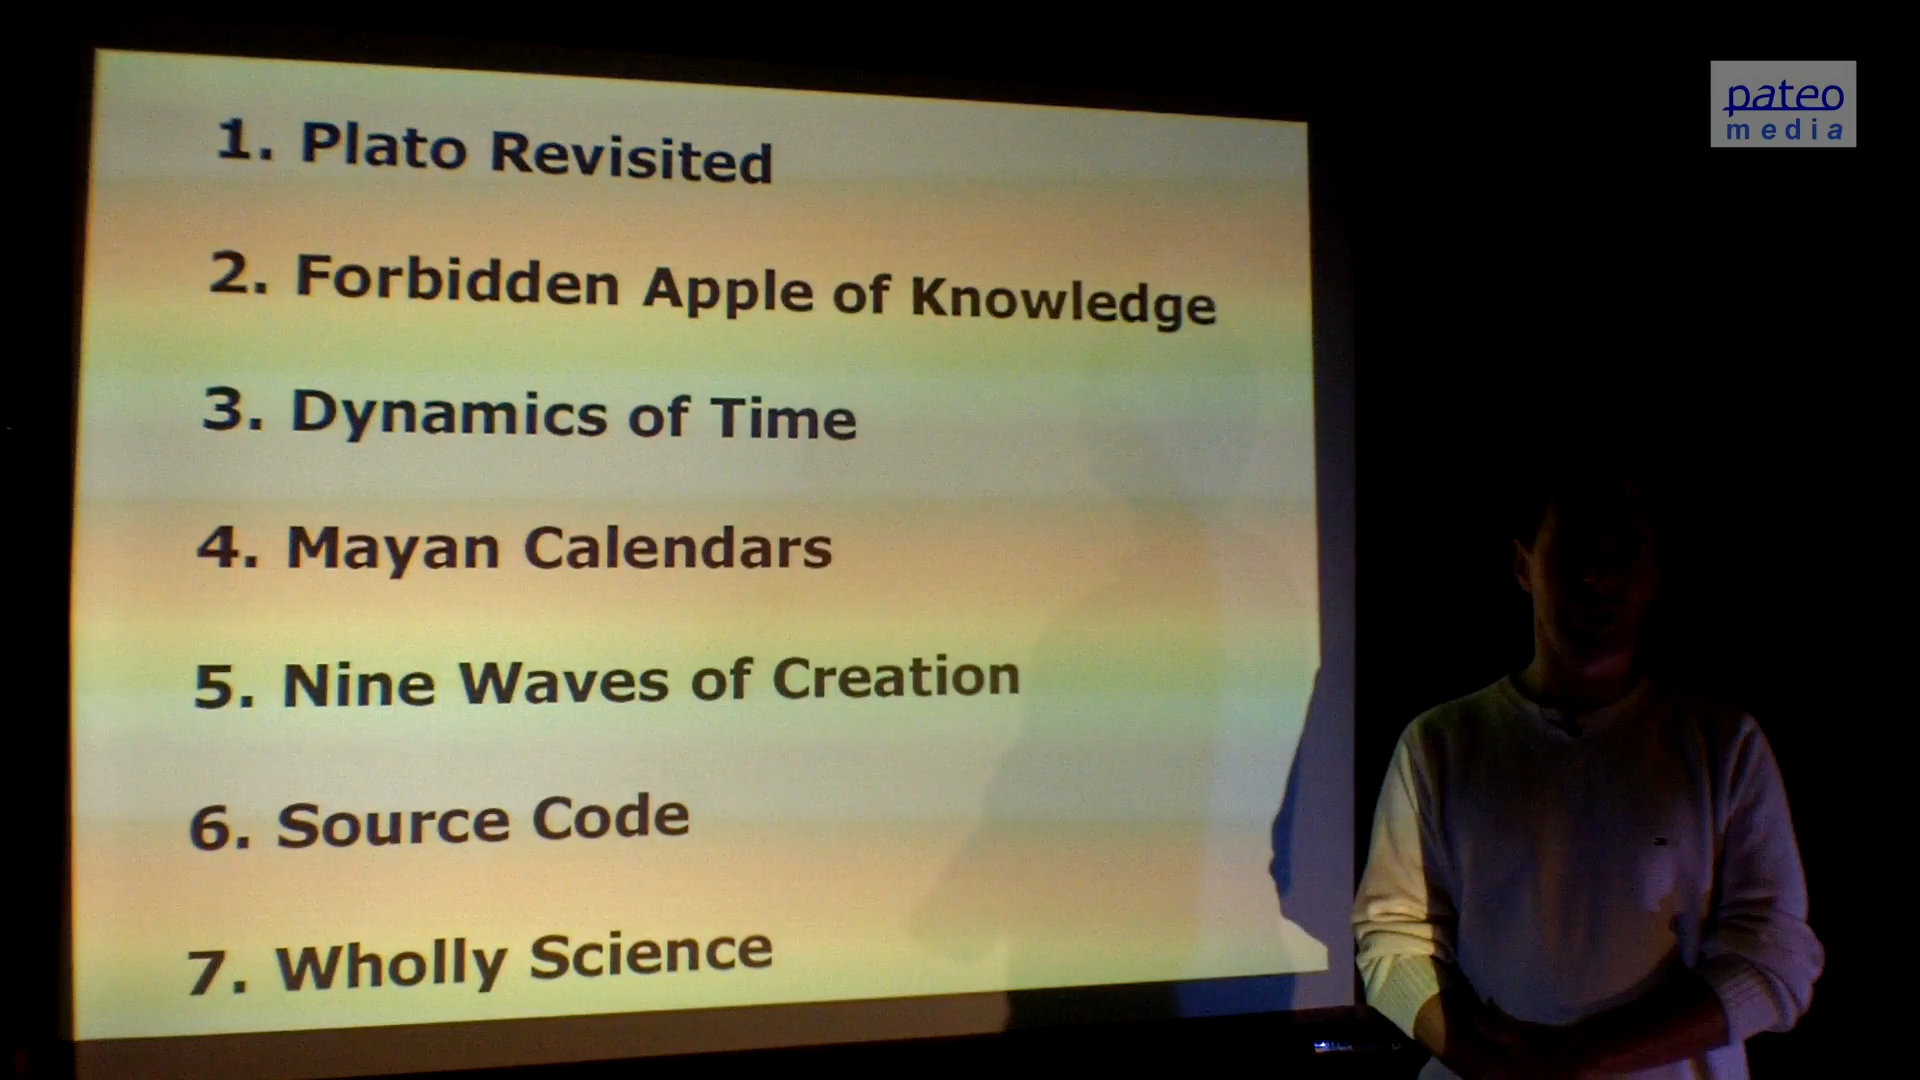 pateo
media
1. Plato Revisited
2. Forbidden Apple of Knowledge
3. Dynamics of Time
4. Mayan Calendars
5. Nine Waves of Creation
6. Source Code
7. Wholly Science